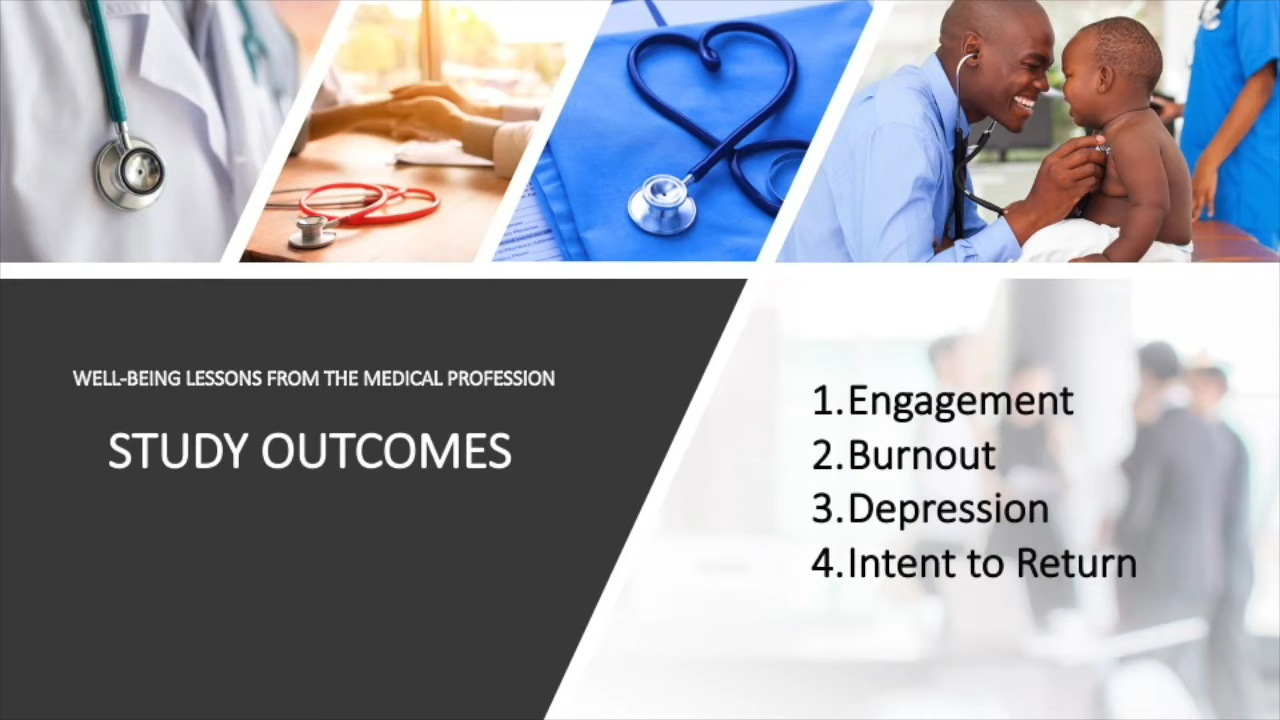 WELL-BEING LESSONS FROM THE MEDICAL PROFESSION
STUDY OUTCOMES
1.Engagement
2.Burnout
3.Depression
4.Intent to Return